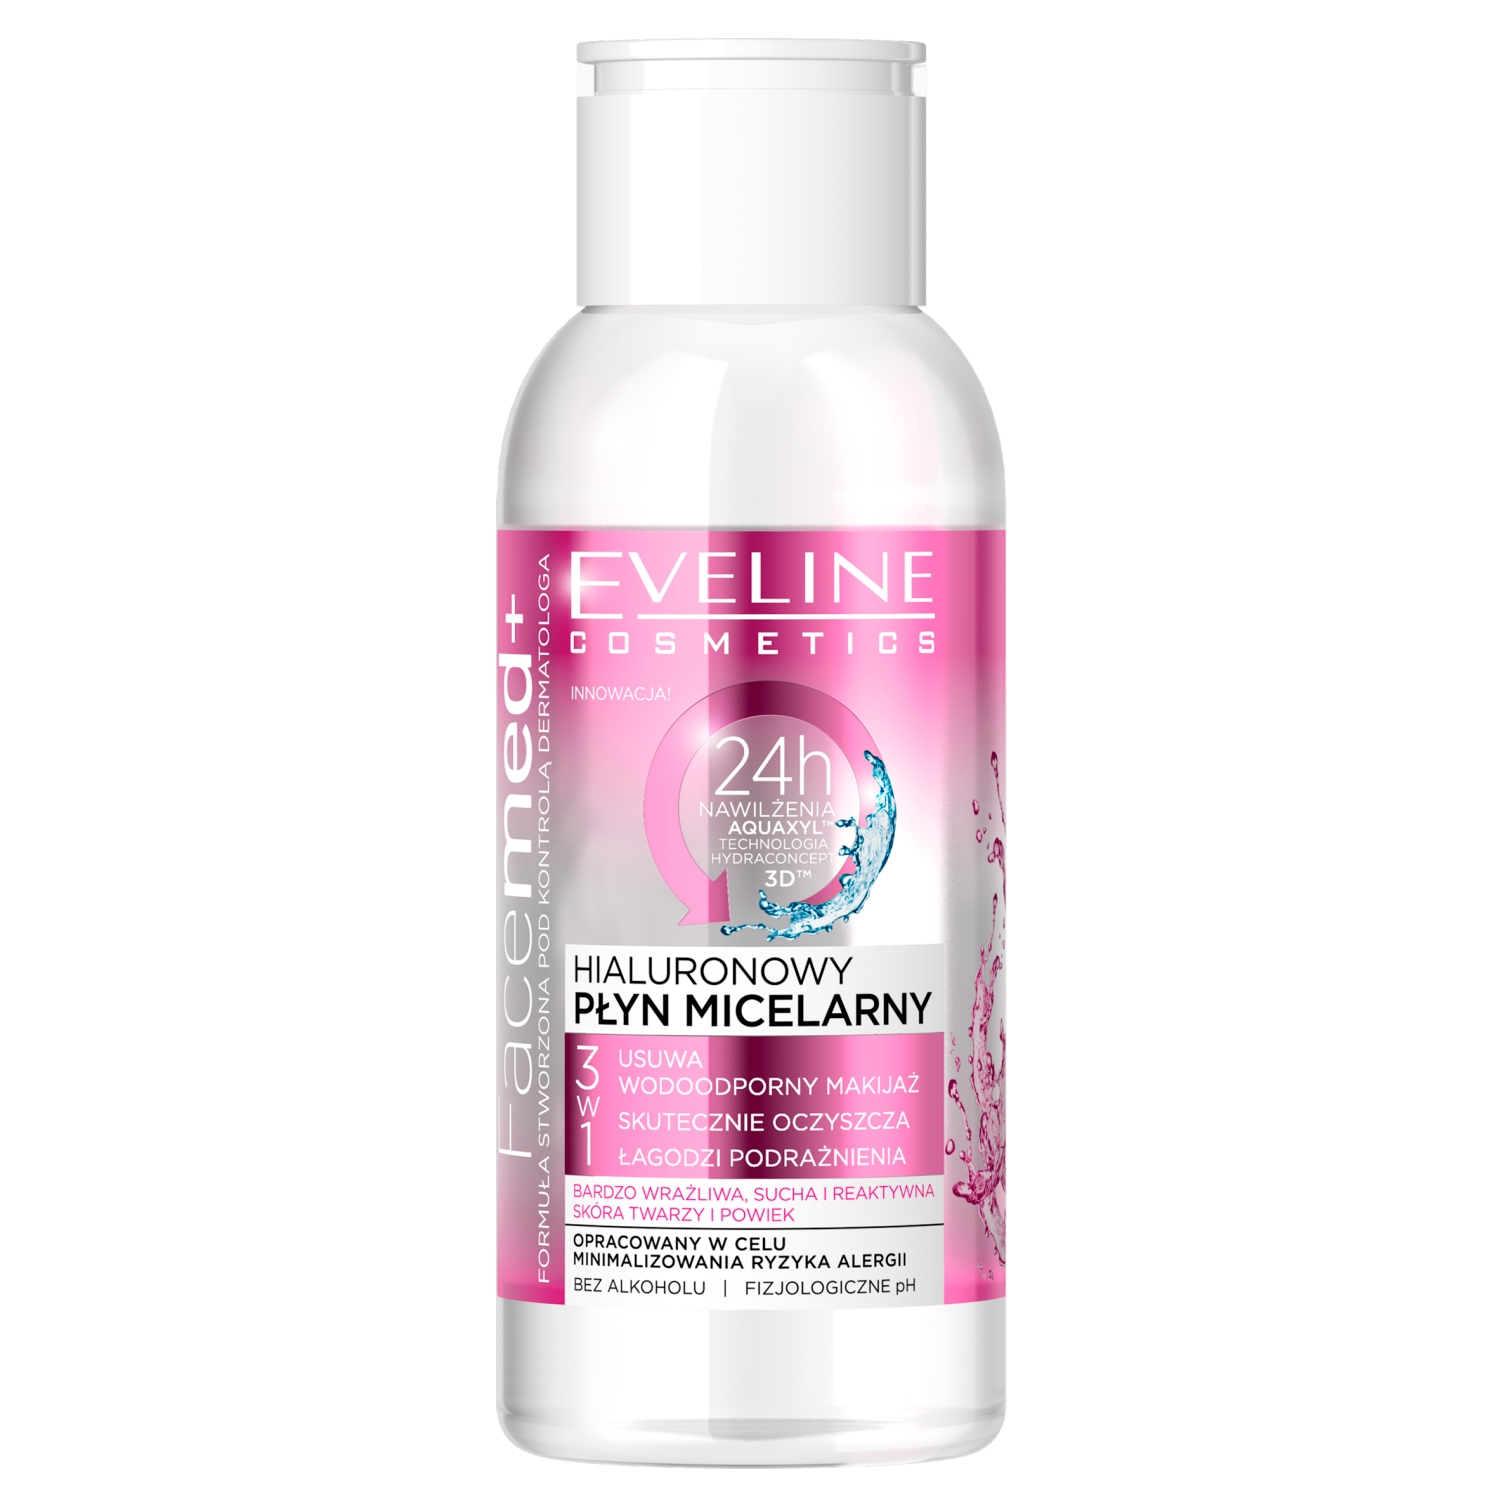 EVELINE
COSMETICS
Facemed+
FORMUŁA STWORZONA POD KONTROLĄ DERMATOLOGA
INNOWACJA!
24h
NAWILŻENIA
AQUAXYL™
TECHNOLOGIA
HYDRACONCEPT
3D™
HIALURONOWY
PŁYN MICELARNY
3 W 1
USUWA
WODOODPORNY MAKIJAŻ
SKUTECZNIE OCZYSZCZA
ŁAGODZI PODRAŻNIENIA
BARDZO WRAŻLIWA, SUCHA I REAKTYWNA
SKÓRA TWARZY I POWIEK
OPRACOWANY W CELU
MINIMALIZOWANIA RYZYKA ALERGII
BEZ ALKOHOLU | FIZJOLOGICZNE pH